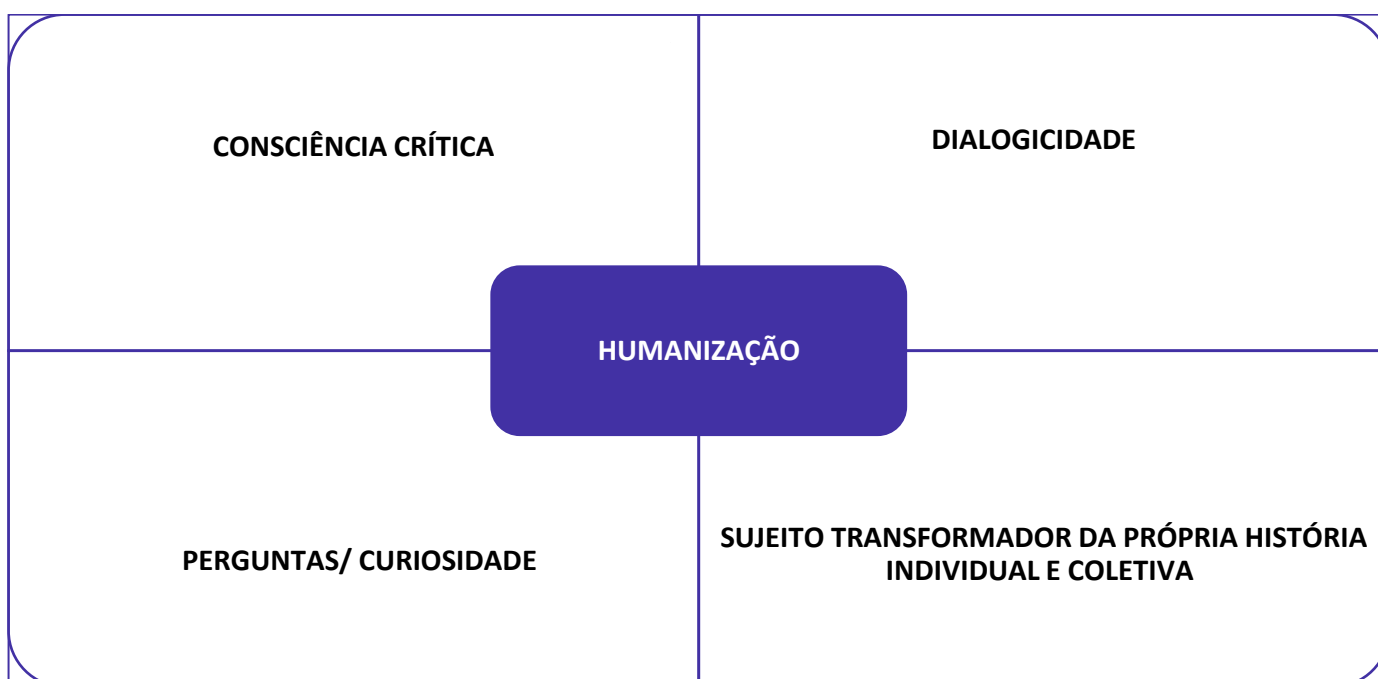 CONSCIÊNCIA CRÍTICA
DIALOGICIDADE
HUMANIZAÇÃO
PERGUNTAS/ CURIOSIDADE
SUJEITO TRANSFORMADOR DA PRÓPRIA HISTÓRIA
INDIVIDUAL E COLETIVA